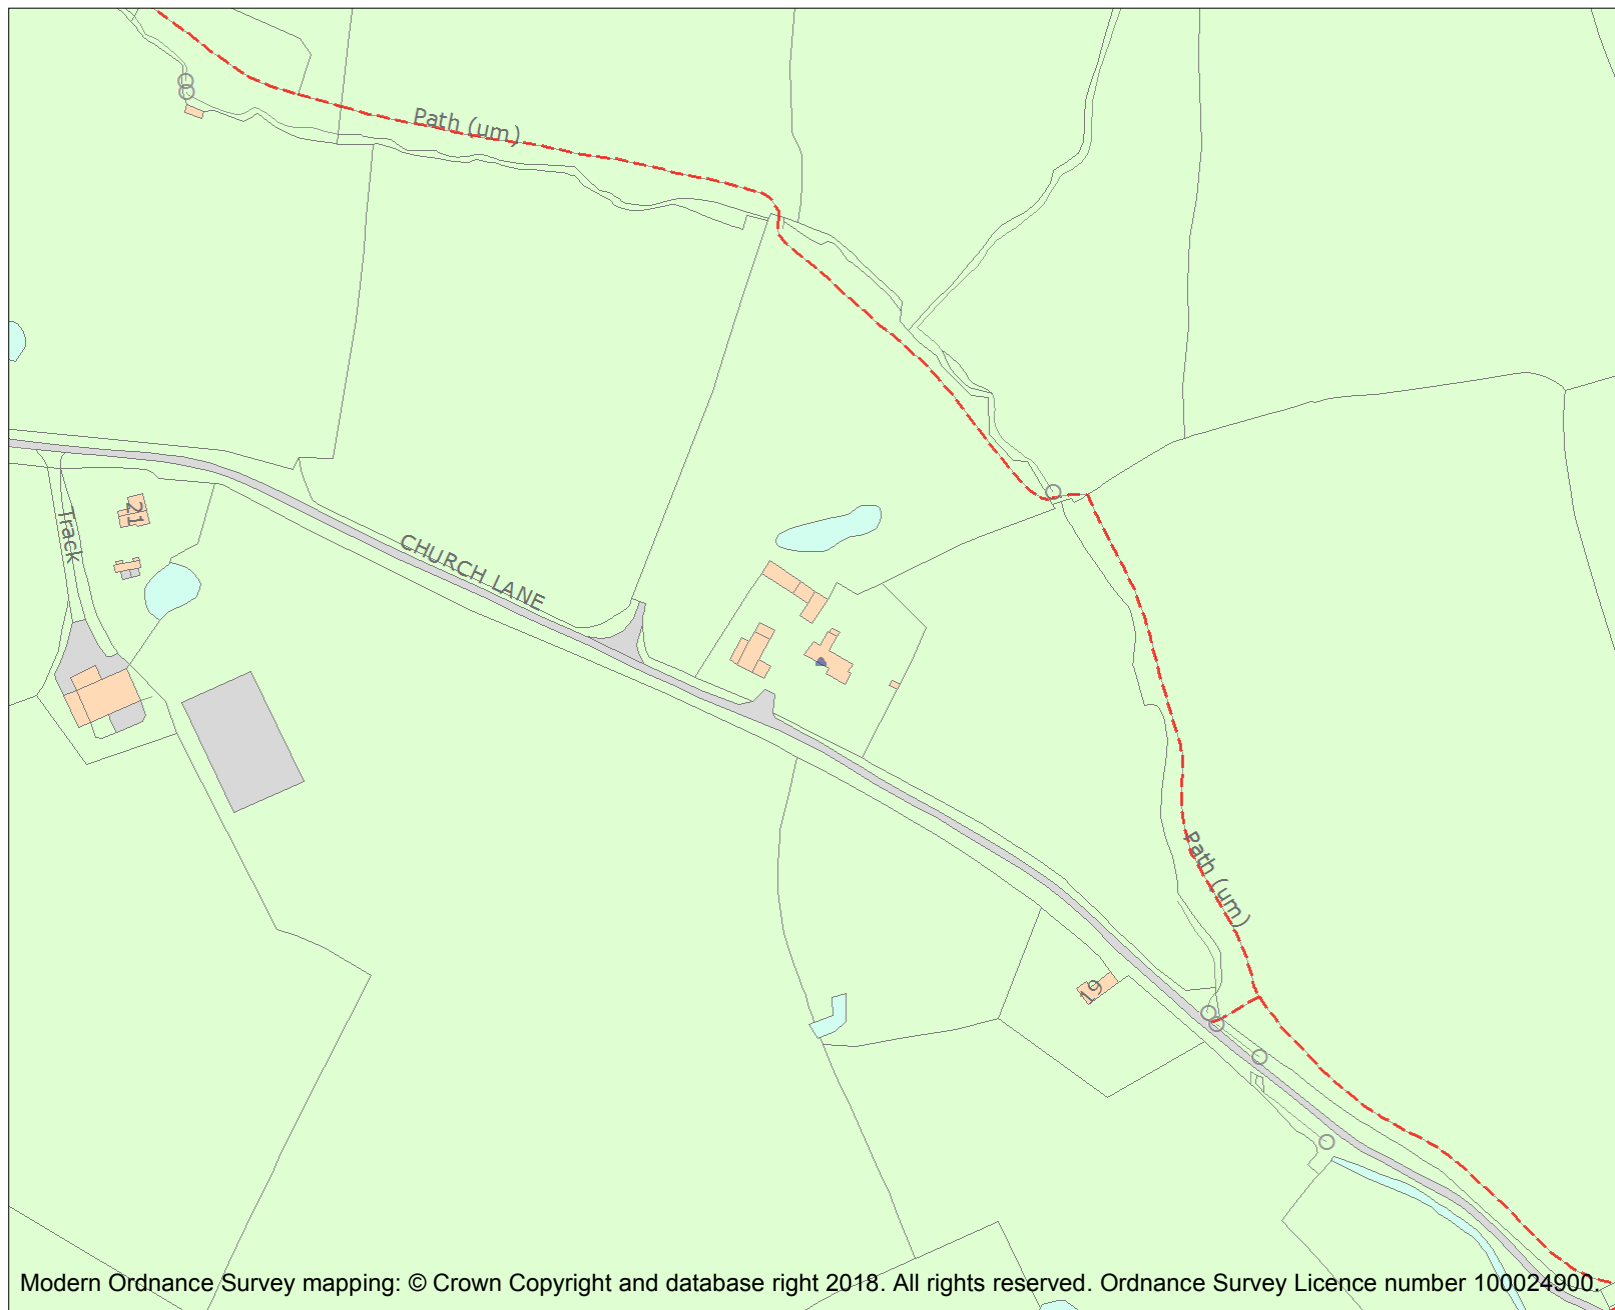 Path (um)
21
Track
CHURCH LANE
Path (um)
19
Modern Ordnance Survey mapping: © Crown Copyright and database right 2018. All rights reserved. Ordnance Survey Licence number 100024900.